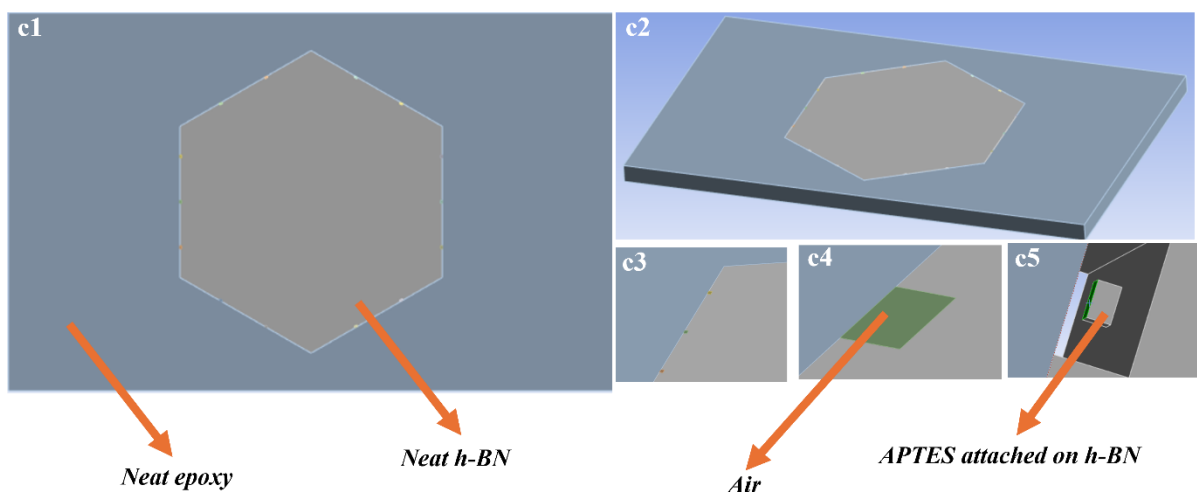 c1
c2
c3
c4
c5
Neat epoxy
Neat h-BN
Air
APTES attached on h-BN